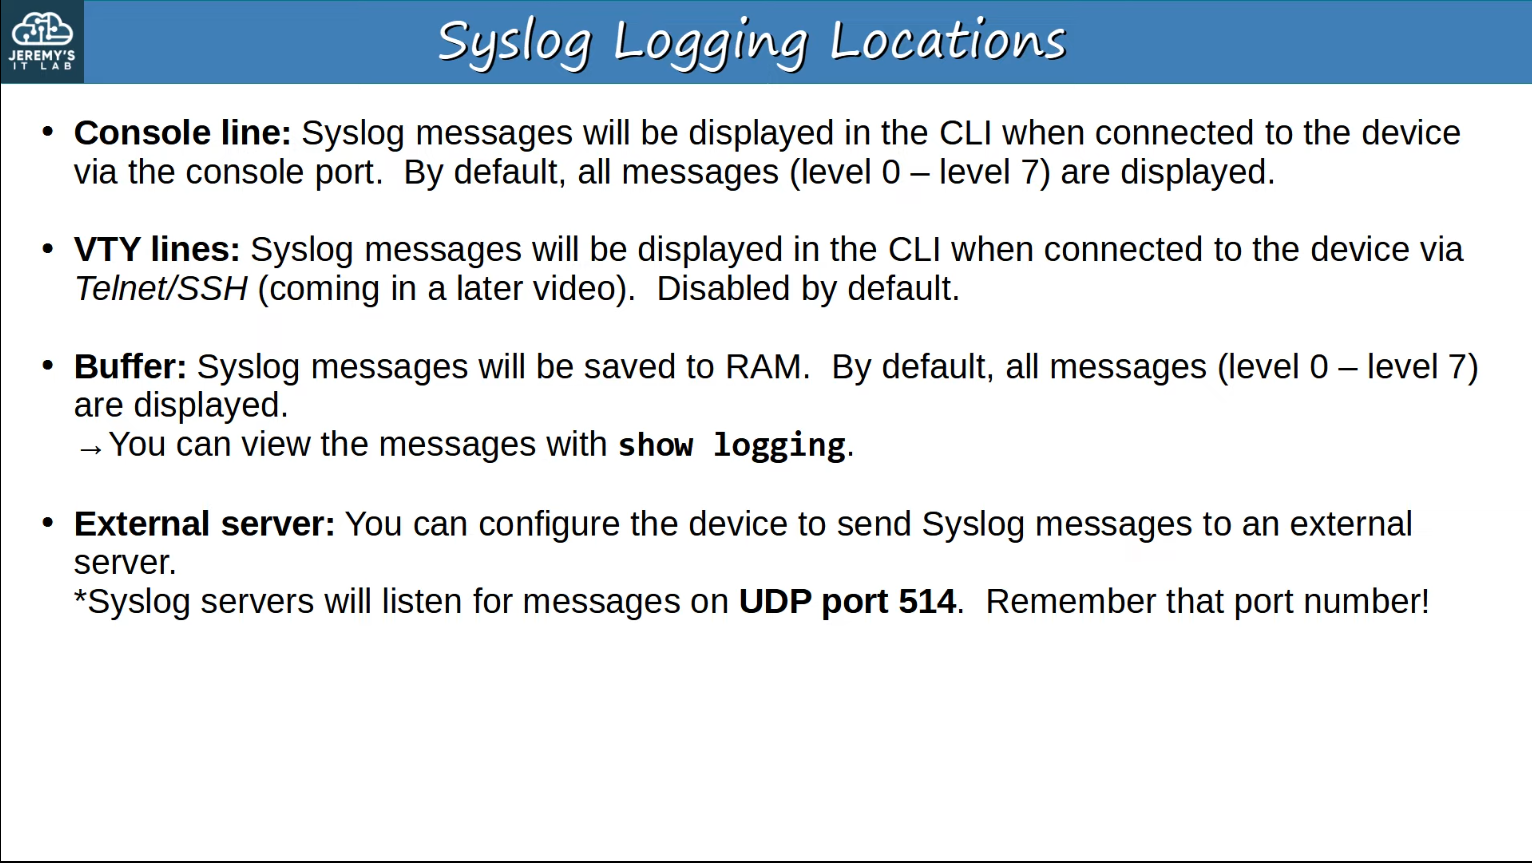 JEREMY'S
IT LAB
Syslog Logging Locations
• Console line: Syslog messages will be displayed in the CLI when connected to the device
via the console port.  By default, all messages (level 0 – level 7) are displayed.
• VTY lines: Syslog messages will be displayed in the CLI when connected to the device via
Telnet/SSH (coming in a later video).  Disabled by default.
• Buffer: Syslog messages will be saved to RAM.  By default, all messages (level 0 – level 7)
are displayed.
→You can view the messages with show logging.
• External server: You can configure the device to send Syslog messages to an external
server.
*Syslog servers will listen for messages on UDP port 514.  Remember that port number!